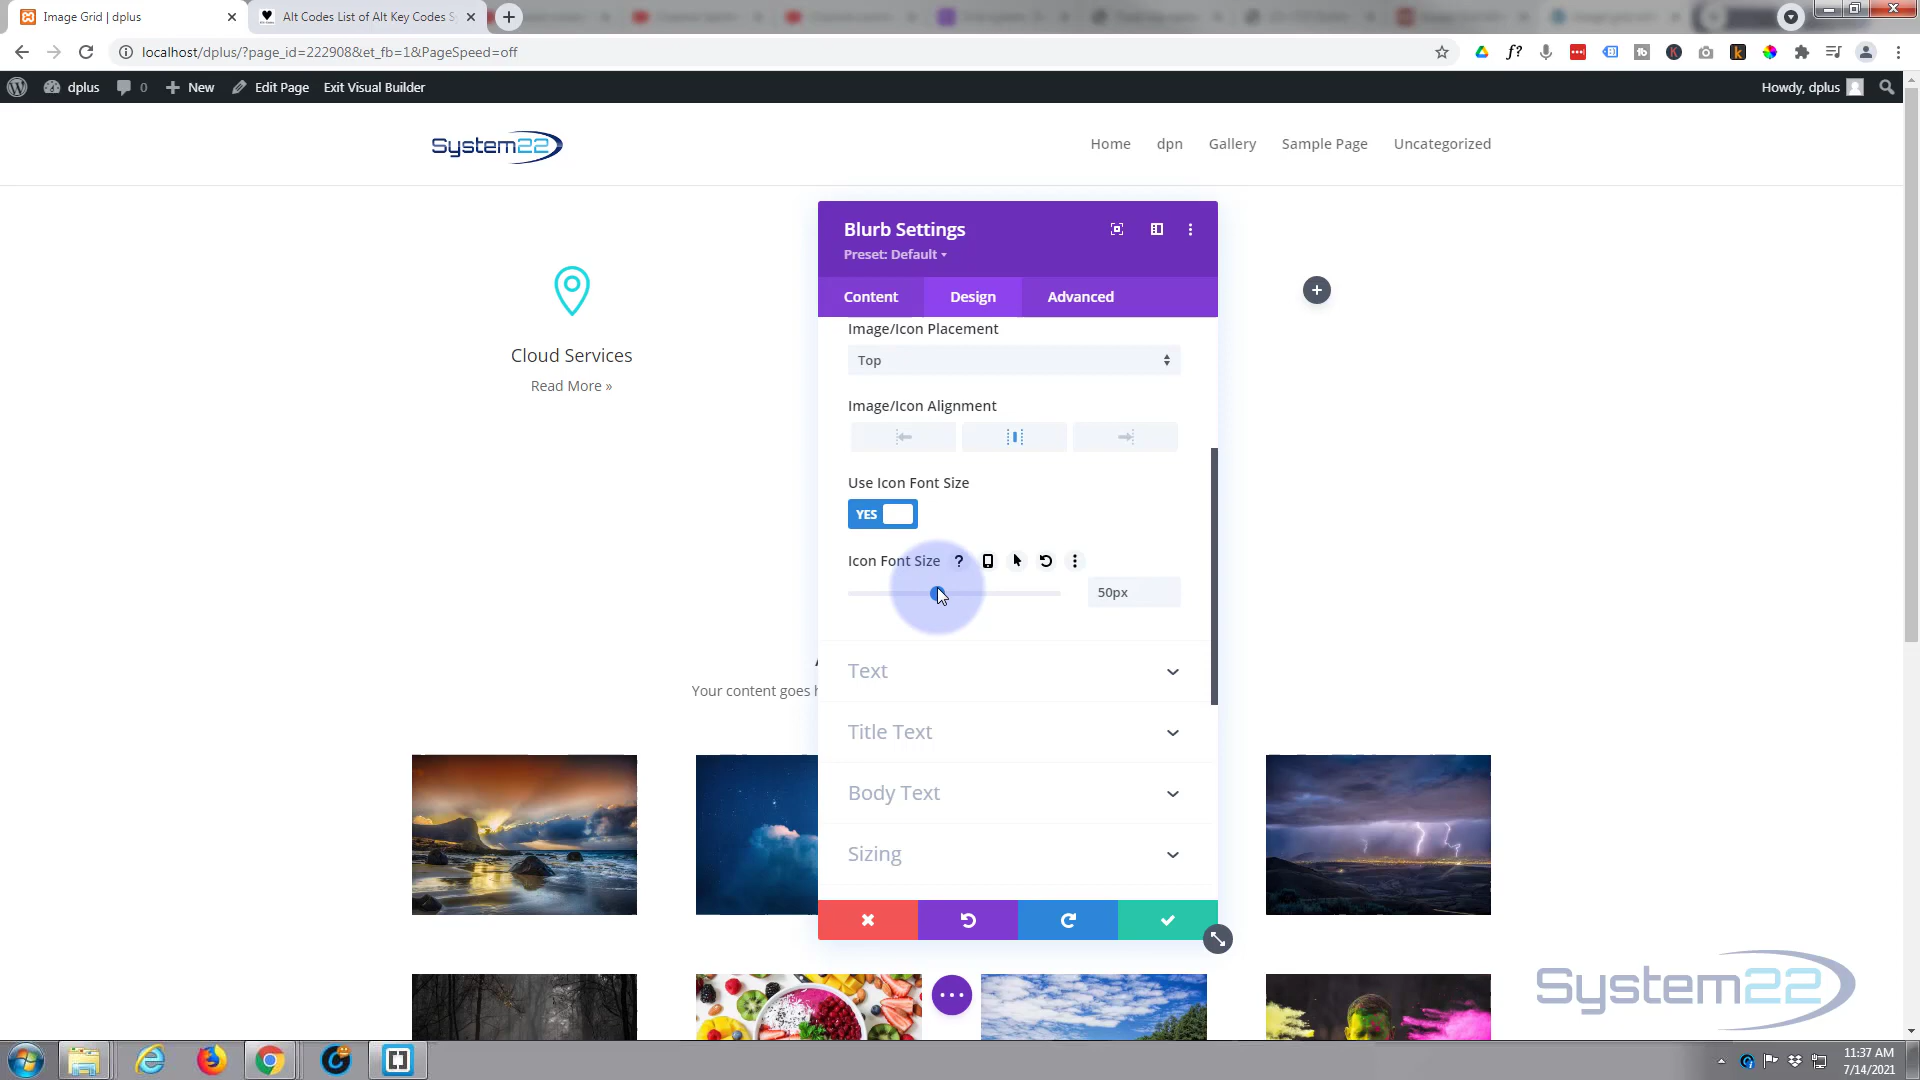 Image Grid | dplus
Alt Codes List of Alt Key Codes S
localhost/dplus/?page_id=222908&et_fb=1&PageSpeed=off
dplus 0 New Edit Page Exit Visual Builder Howdy, dplus
System22 Home dpn Gallery Sample Page Uncategorized
Cloud Services
Read More »
Blurb Settings
Preset: Default
Content Design Advanced
Image/Icon Placement
Top
Image/Icon Alignment
Use Icon Font Size
YES
Icon Font Size ?
50px
Text
Title Text
Body Text
Sizing
Your content goes h
System22
11:37 AM
7/14/2021